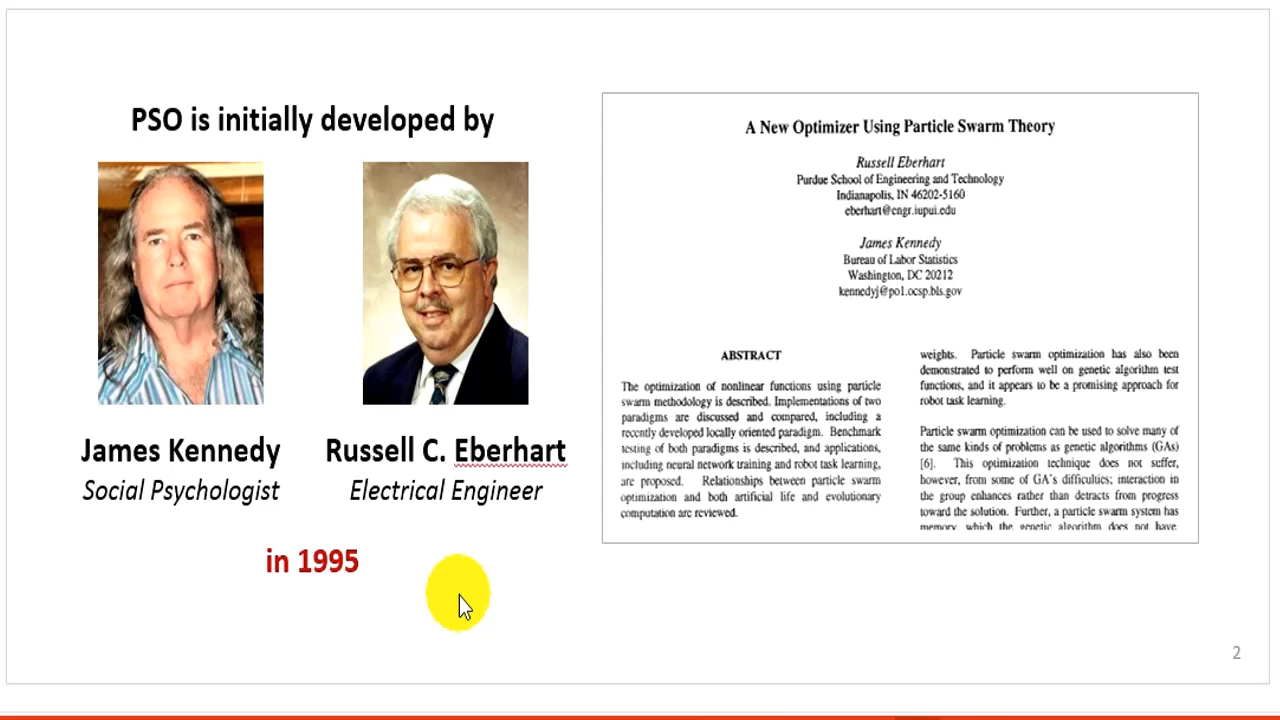 PSO is initially developed by
James Kennedy
Social Psychologist
Russell C. Eberhart
Electrical Engineer
in 1995
A New Optimizer Using Particle Swarm Theory
Russell Eberhart
Purdue School of Engineering and Technology
Indianapolis, IN 46202-5160
eberhart@engr.iupui.edu
James Kennedy
Bureau of Labor Statistics
Washington, DC 20212
kennedyj@po1.ocsp.bls.gov
ABSTRACT
The optimization of nonlinear functions using particle
swarm methodology is described. Implementations of two
paradigms are discussed and compared, including a
recently developed locally oriented paradigm. Benchmark
testing of both paradigms is described, and applications,
including neural network training and robot task learning,
are proposed. Relationships between particle swarm
optimization and both artificial life and evolutionary
computation are reviewed.
weights. Particle swarm optimization has also been
demonstrated to perform well on genetic algorithm test
functions, and it appears to be a promising approach for
robot task learning.
Particle swarm optimization can be used to solve many of
the same kinds of problems as genetic algorithms (GAs)
[6]. This optimization technique does not suffer,
however, from some of GA's difficulties; interaction in
the group enhances rather than detracts from progress
toward the solution. Further, a particle swarm system has
memory, which the genetic algorithm does not have.
2